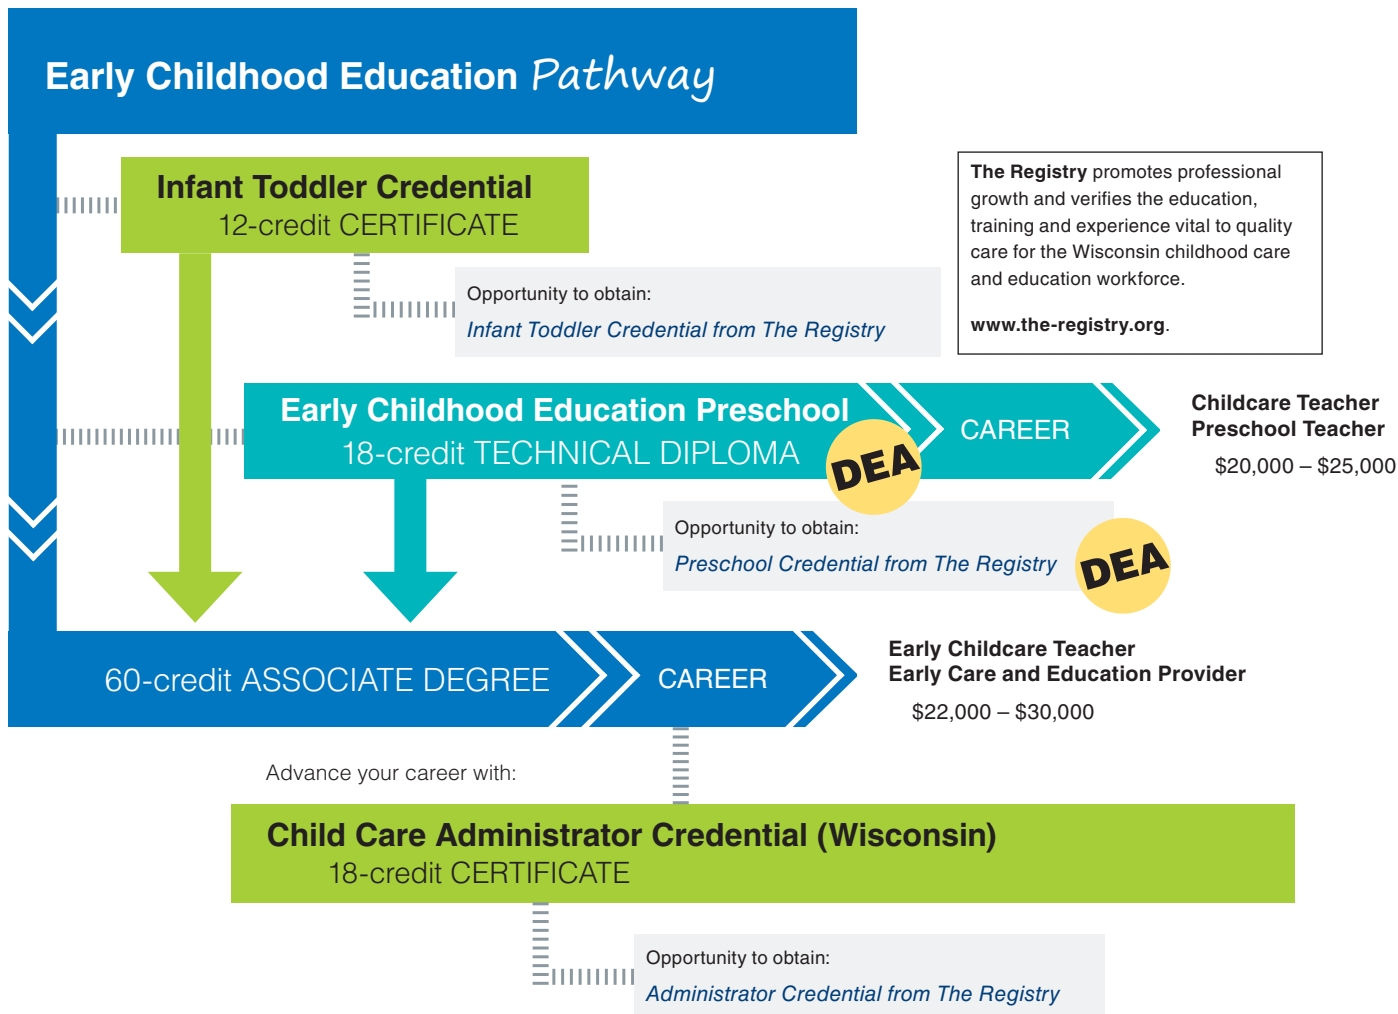 Early Childhood Education Pathway
Infant Toddler Credential
12-credit CERTIFICATE
Opportunity to obtain:
Infant Toddler Credential from The Registry
The Registry promotes professional
growth and verifies the education,
training and experience vital to quality
care for the Wisconsin childhood care
and education workforce.
www.the-registry.org.
Early Childhood Education Preschool
18-credit TECHNICAL DIPLOMA
DEA
CAREER
Childcare Teacher
Preschool Teacher
$20,000 – $25,000
Opportunity to obtain:
Preschool Credential from The Registry
DEA
60-credit ASSOCIATE DEGREE
CAREER
Early Childcare Teacher
Early Care and Education Provider
$22,000 – $30,000
Advance your career with:
Child Care Administrator Credential (Wisconsin)
18-credit CERTIFICATE
Opportunity to obtain:
Administrator Credential from The Registry